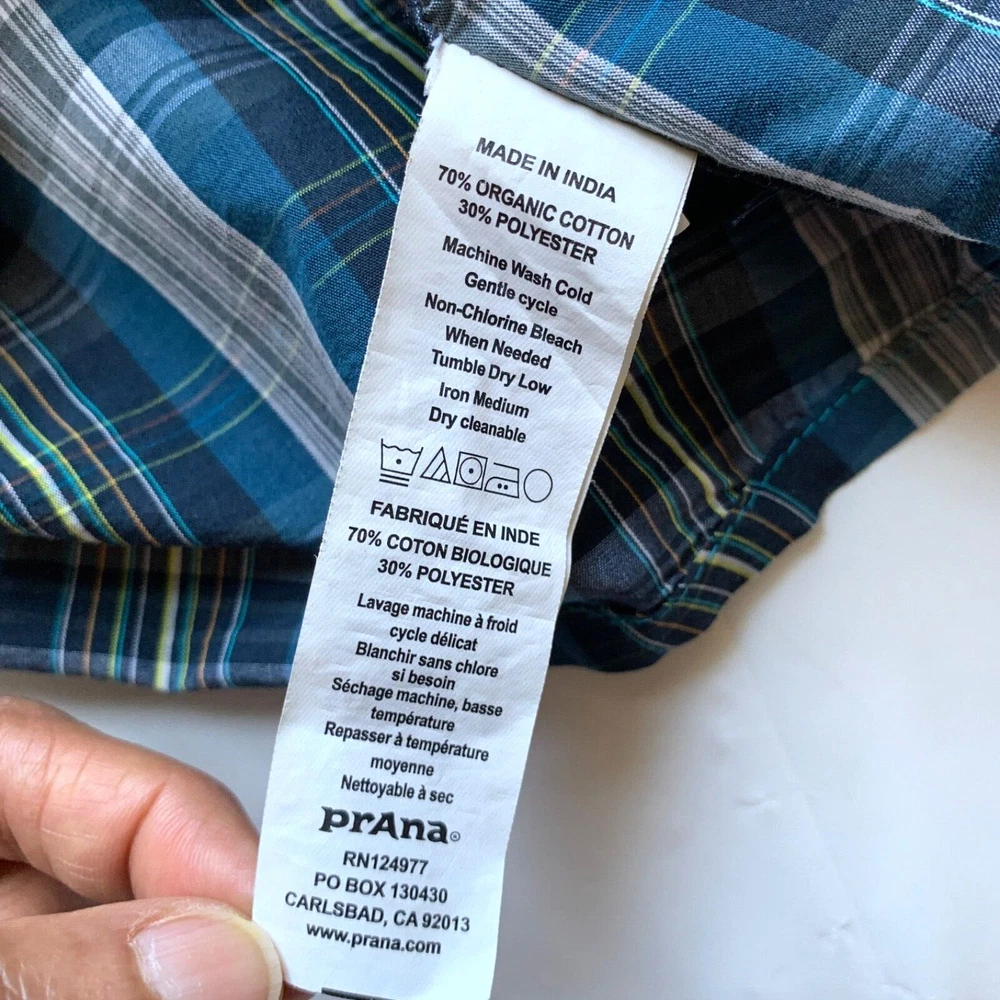 MADE IN INDIA
70% ORGANIC COTTON
30% POLYESTER
Machine Wash Cold
Gentle cycle
Non-Chlorine Bleach
When Needed
Tumble Dry Low
Iron Medium
Dry cleanable
FABRIQUÉ EN INDE
70% COTON BIOLOGIQUE
30% POLYESTER
Lavage machine à froid
cycle délicat
Blanchir sans chlore
si besoin
Séchage machine, basse
température
Repasser à température
moyenne
Nettoyable à sec
prAna®
RN124977
PO BOX 130430
CARLSBAD, CA 92013
www.prana.com